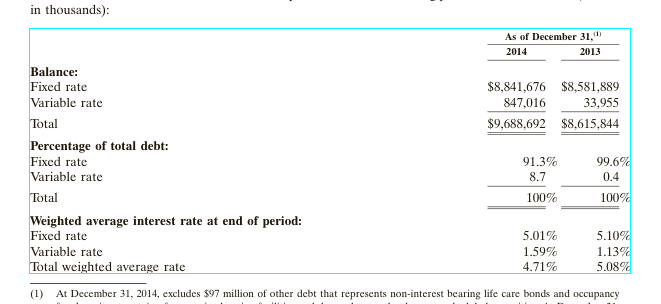 in thousands):
As of December 31,(1)
2014 2013
Balance:
Fixed rate $8,841,676 $8,581,889
Variable rate 847,016 33,955
Total $9,688,692 $8,615,844
Percentage of total debt:
Fixed rate 91.3% 99.6%
Variable rate 8.7 0.4
Total 100% 100%
Weighted average interest rate at end of period:
Fixed rate 5.01% 5.10%
Variable rate 1.59% 1.13%
Total weighted average rate 4.71% 5.08%
(1) At December 31, 2014, excludes $97 million of other debt that represents non-interest bearing life care bonds and occupancy